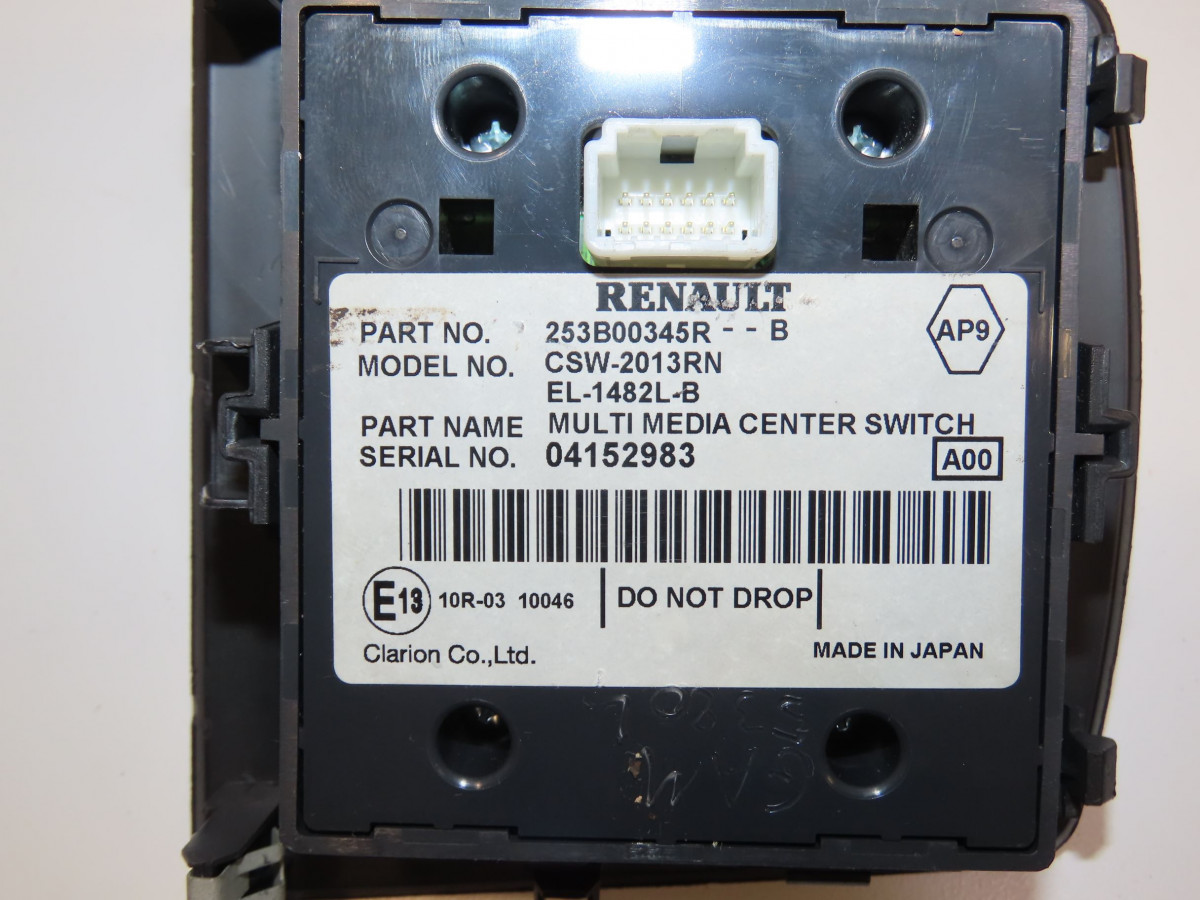 RENAULT
PART NO. 253B00345R - - B
AP9
MODEL NO. CSW-2013RN
EL-1482L-B
PART NAME MULTI MEDIA CENTER SWITCH
SERIAL NO. 04152983
A00
E13 10R-03 10046 DO NOT DROP
Clarion Co.,Ltd. MADE IN JAPAN